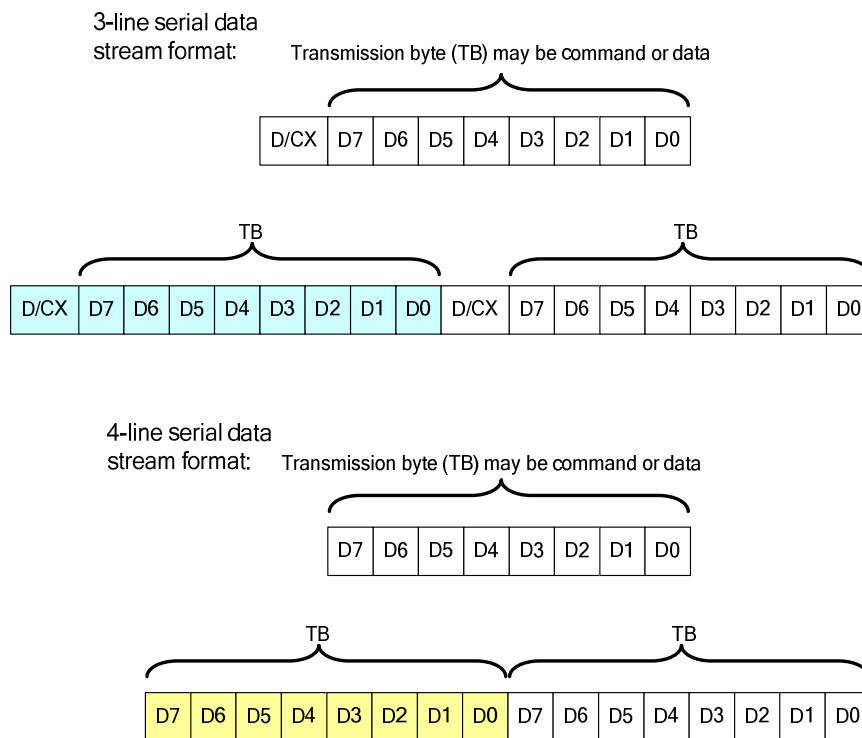 3-line serial data
stream format:
Transmission byte (TB) may be command or data
D/CX D7 D6 D5 D4 D3 D2 D1 D0
TB TB
D/CX D7 D6 D5 D4 D3 D2 D1 D0 D/CX D7 D6 D5 D4 D3 D2 D1 D0
4-line serial data
stream format:
Transmission byte (TB) may be command or data
D7 D6 D5 D4 D3 D2 D1 D0
TB TB
D7 D6 D5 D4 D3 D2 D1 D0 D7 D6 D5 D4 D3 D2 D1 D0